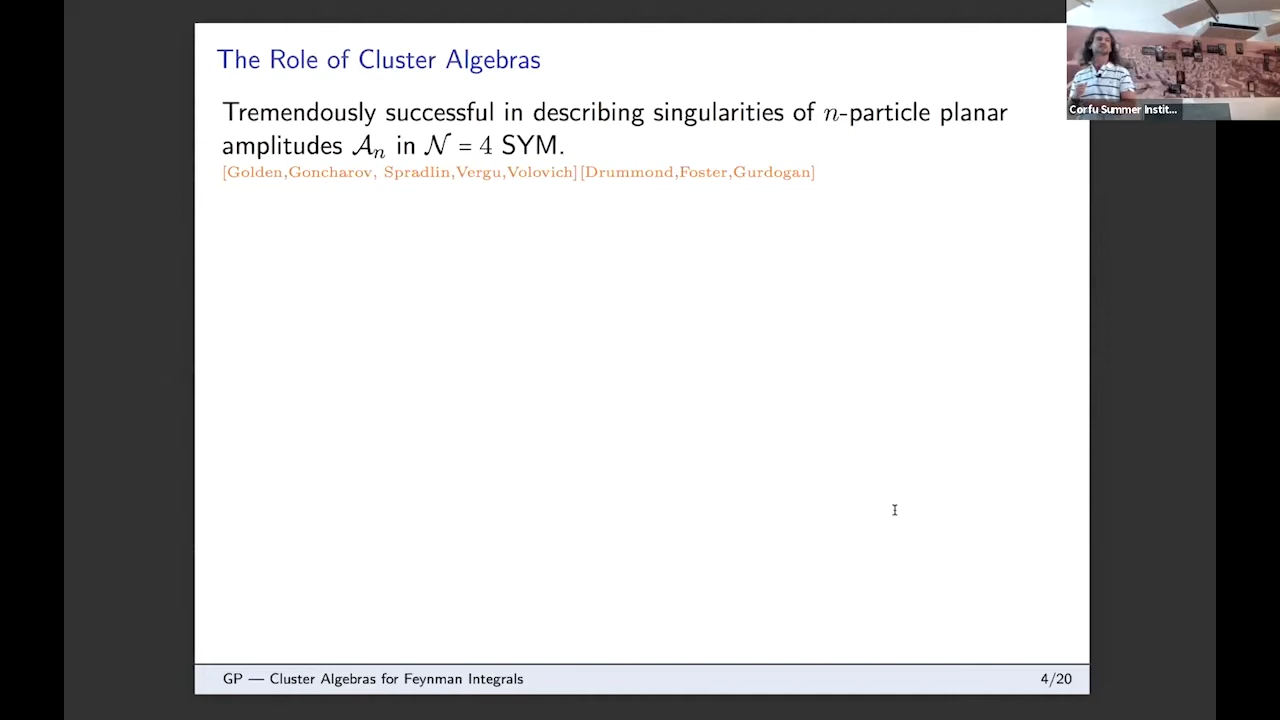 The Role of Cluster Algebras
Tremendously successful in describing singularities of n-particle planar
amplitudes 𝒜ₙ in 𝒩 = 4 SYM.
[Golden,Goncharov, Spradlin,Vergu,Volovich][Drummond,Foster,Gurdogan]
GP — Cluster Algebras for Feynman Integrals
4/20
Corfu Summer Instit...